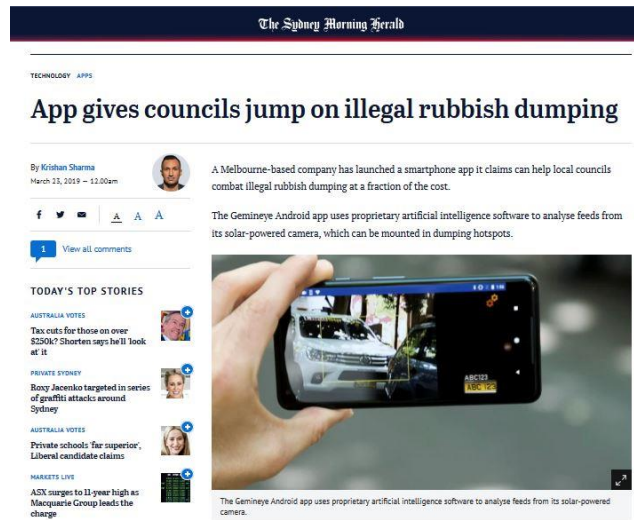 The Sydney Morning Herald
TECHNOLOGY APPS
App gives councils jump on illegal rubbish dumping
By Krishan Sharma
March 23, 2019 — 12.00am
A A A
1 View all comments
A Melbourne-based company has launched a smartphone app it claims can help local councils
combat illegal rubbish dumping at a fraction of the cost.
The Gemineye Android app uses proprietary artificial intelligence software to analyse feeds from
its solar-powered camera, which can be mounted in dumping hotspots.
TODAY'S TOP STORIES
AUSTRALIA VOTES
Tax cuts for those on over
$250k? Shorten says he'll 'look
at' it
PRIVATE SYDNEY
Roxy Jacenko targeted in series
of graffiti attacks around
Sydney
AUSTRALIA VOTES
Private schools 'far superior',
Liberal candidate claims
MARKETS LIVE
ASX surges to 11-year high as
Macquarie Group leads the
charge
ABC123
ABC 123
The Gemineye Android app uses proprietary artificial intelligence software to analyse feeds from its solar-powered
camera.